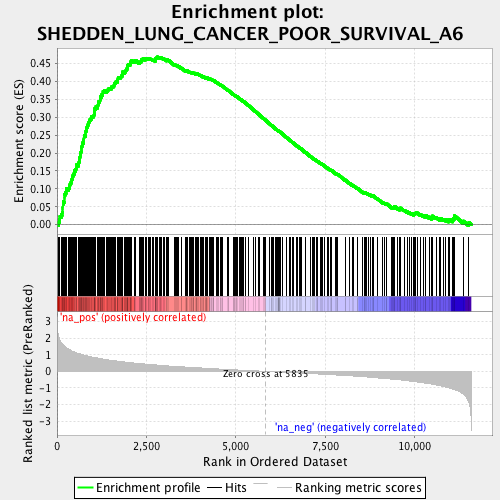 Enrichment plot:
SHEDDEN_LUNG_CANCER_POOR_SURVIVAL_A6
Enrichment score (ES)
0.45
0.40
0.35
0.30
0.25
0.20
0.15
0.10
0.05
0.00
Ranked list metric (PreRanked)
'na_pos' (positively correlated)
3
2
1
0
-1
-2
-3
Zero cross at 5835
'na_neg' (negatively correlated)
0 2,500 5,000 7,500 10,000
Rank in Ordered Dataset
Enrichment profile Hits Ranking metric scores